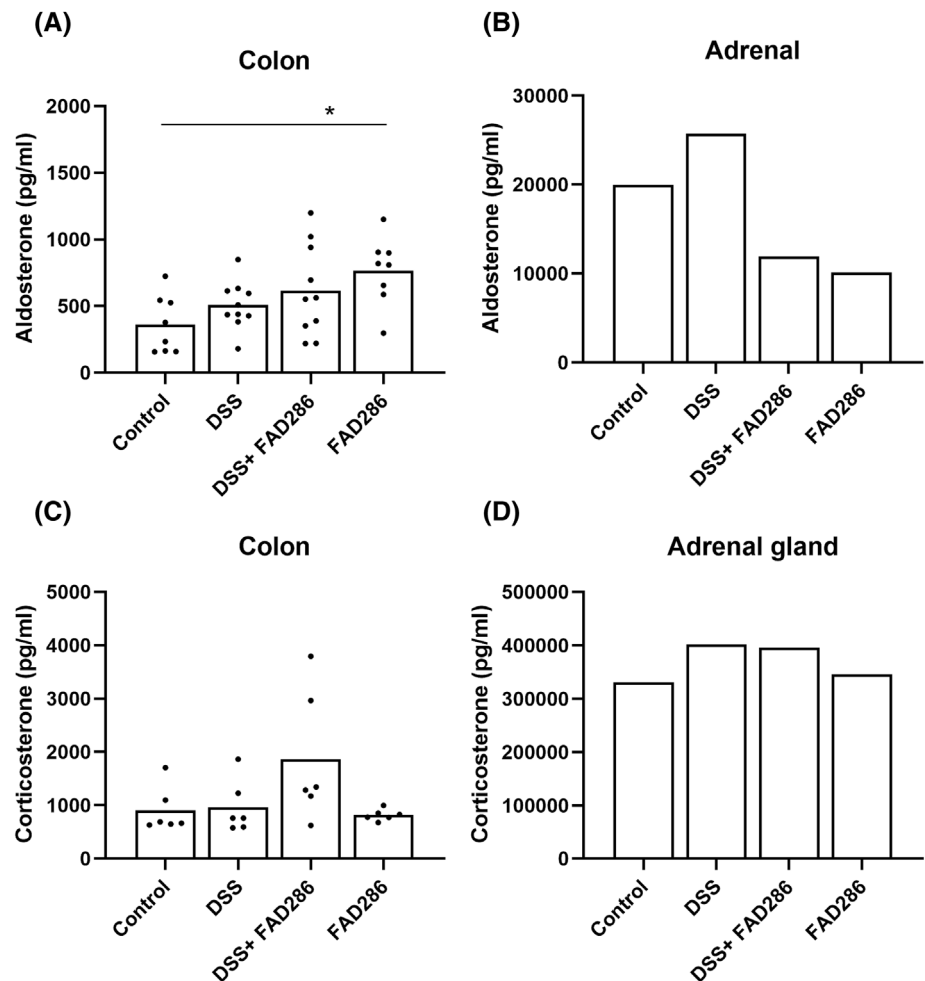 (A)
Colon
Aldosterone (pg/ml)
2000
1500
1000
500
0
*
Control
DSS
DSS+ FAD286
FAD286
(B)
Adrenal
Aldosterone (pg/ml)
30000
20000
10000
0
Control
DSS
DSS+ FAD286
FAD286
(C)
Colon
Corticosterone (pg/ml)
5000
4000
3000
2000
1000
0
Control
DSS
DSS+ FAD286
FAD286
(D)
Adrenal gland
Corticosterone (pg/ml)
500000
400000
300000
200000
100000
0
Control
DSS
DSS+ FAD286
FAD286